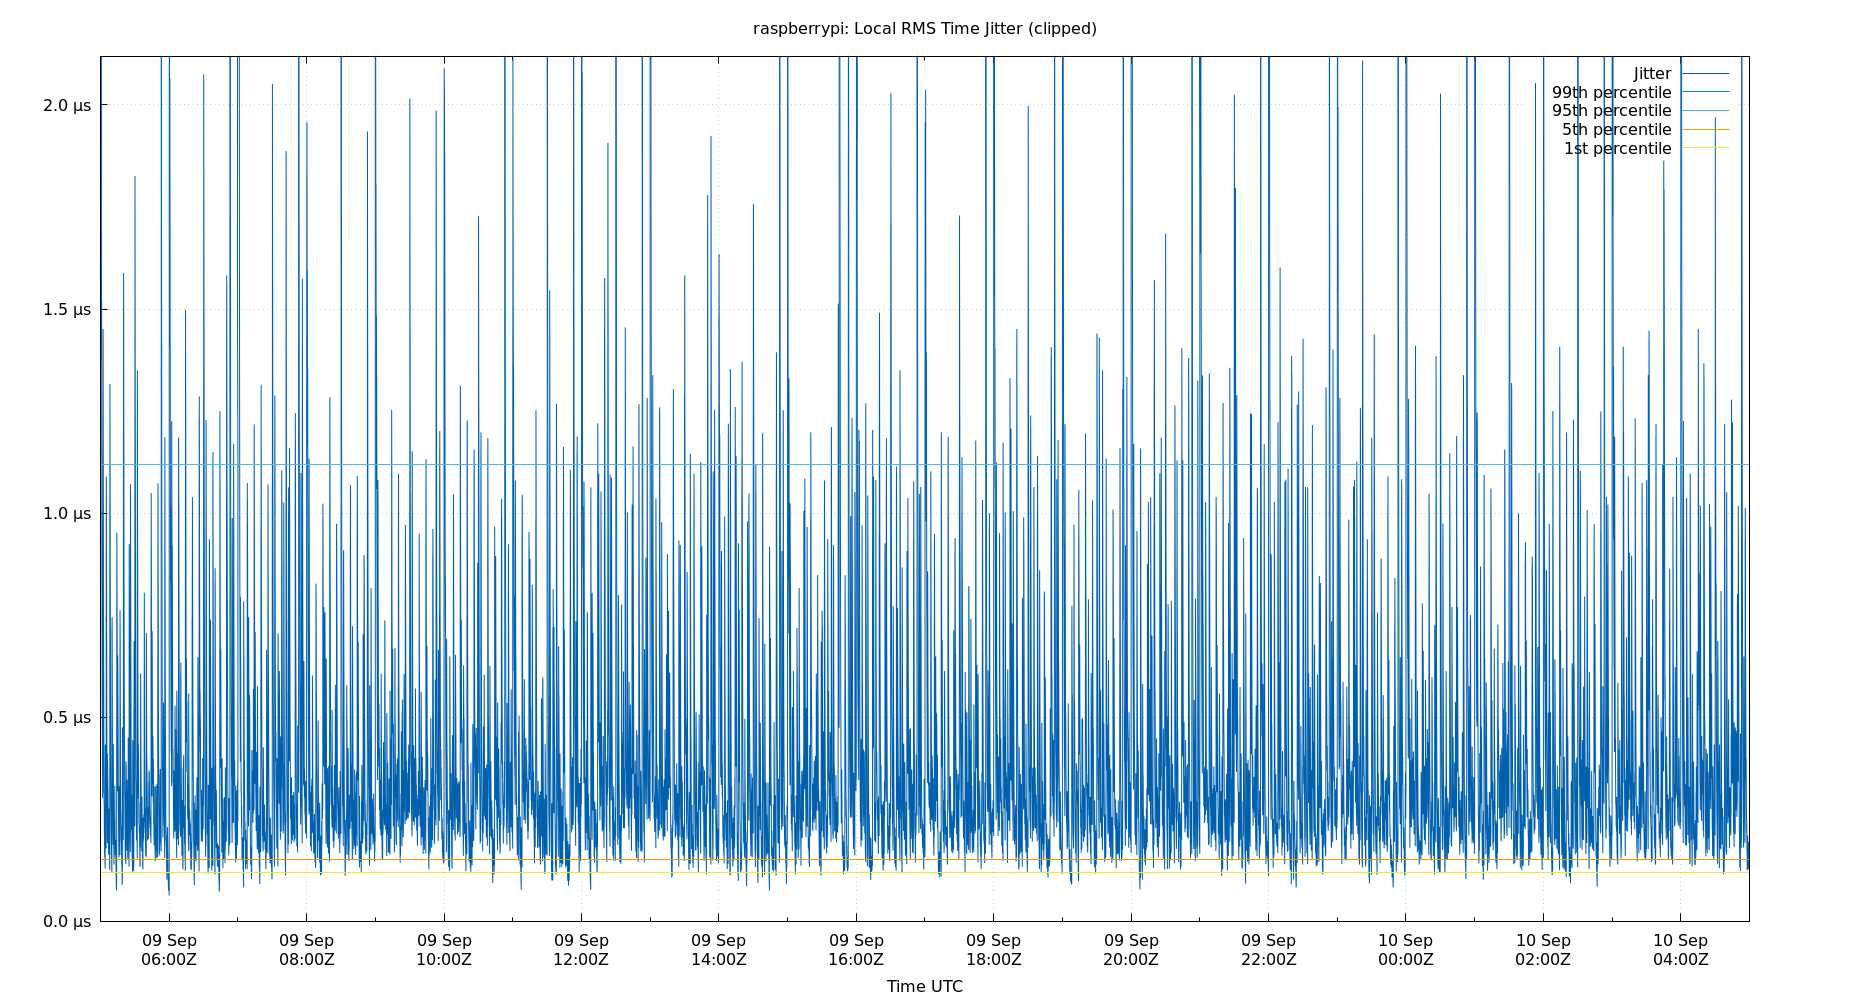 raspberrypi: Local RMS Time Jitter (clipped)
Jitter
99th percentile
95th percentile
5th percentile
1st percentile
2.0 µs
1.5 µs
1.0 µs
0.5 µs
0.0 µs
09 Sep 09 Sep 09 Sep 09 Sep 09 Sep 09 Sep 09 Sep 09 Sep 09 Sep 10 Sep 10 Sep 10 Sep
06:00Z 08:00Z 10:00Z 12:00Z 14:00Z 16:00Z 18:00Z 20:00Z 22:00Z 00:00Z 02:00Z 04:00Z
Time UTC